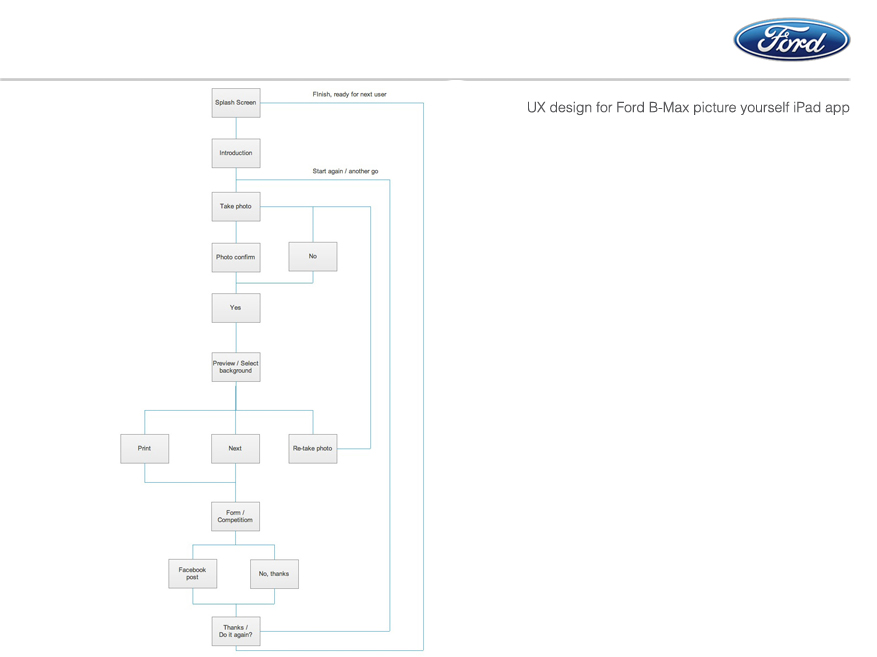 Ford
UX design for Ford B-Max picture yourself iPad app
Splash Screen
FInish, ready for next user
Introduction
Start again / another go
Take photo
Photo confirm
No
Yes
Preview / Select
background
Print
Next
Re-take photo
Form /
Competitiorn
Facebook
post
No, thanks
Thanks /
Do it again?